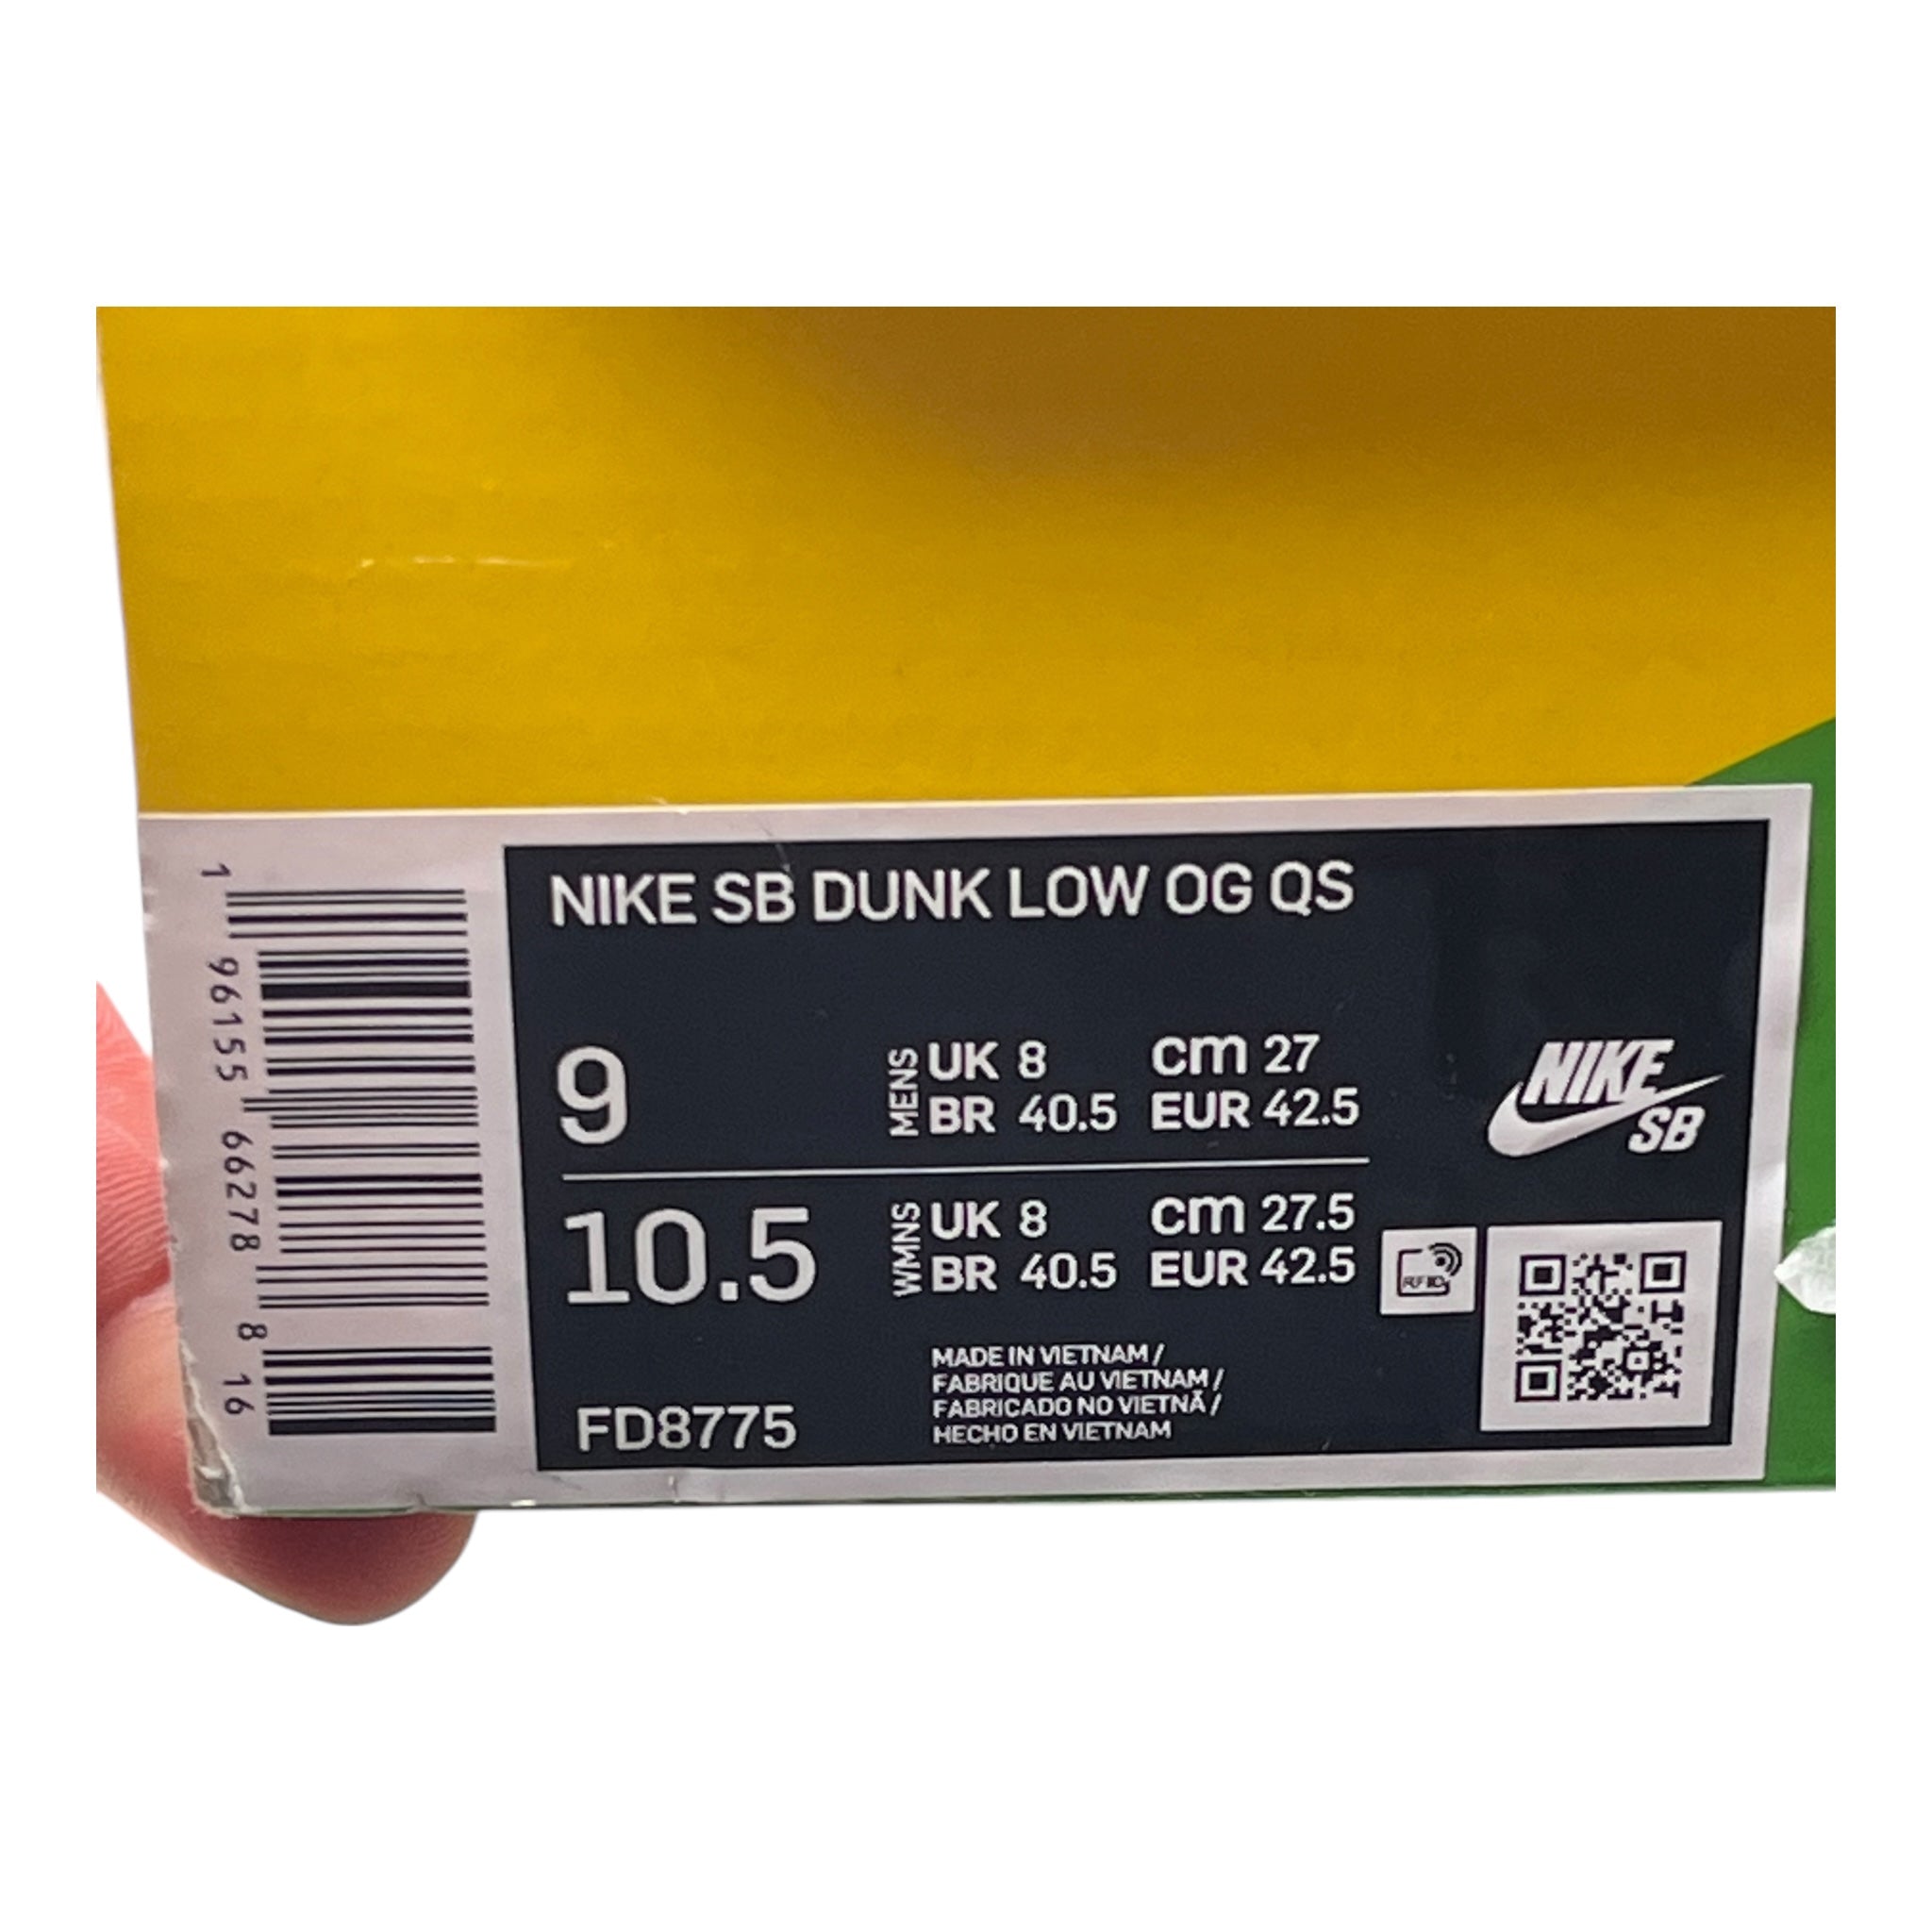 NIKE SB DUNK LOW OG QS
9
MENS
UK 8 cm 27
BR 40.5 EUR 42.5
10.5
WMNS
UK 8 cm 27.5
BR 40.5 EUR 42.5
FD8775
MADE IN VIETNAM /
FABRIQUE AU VIETNAM /
FABRICADO NO VIETNÃ /
HECHO EN VIETNAM
NIKE
SB
RFID
1 96155 66278 8 16